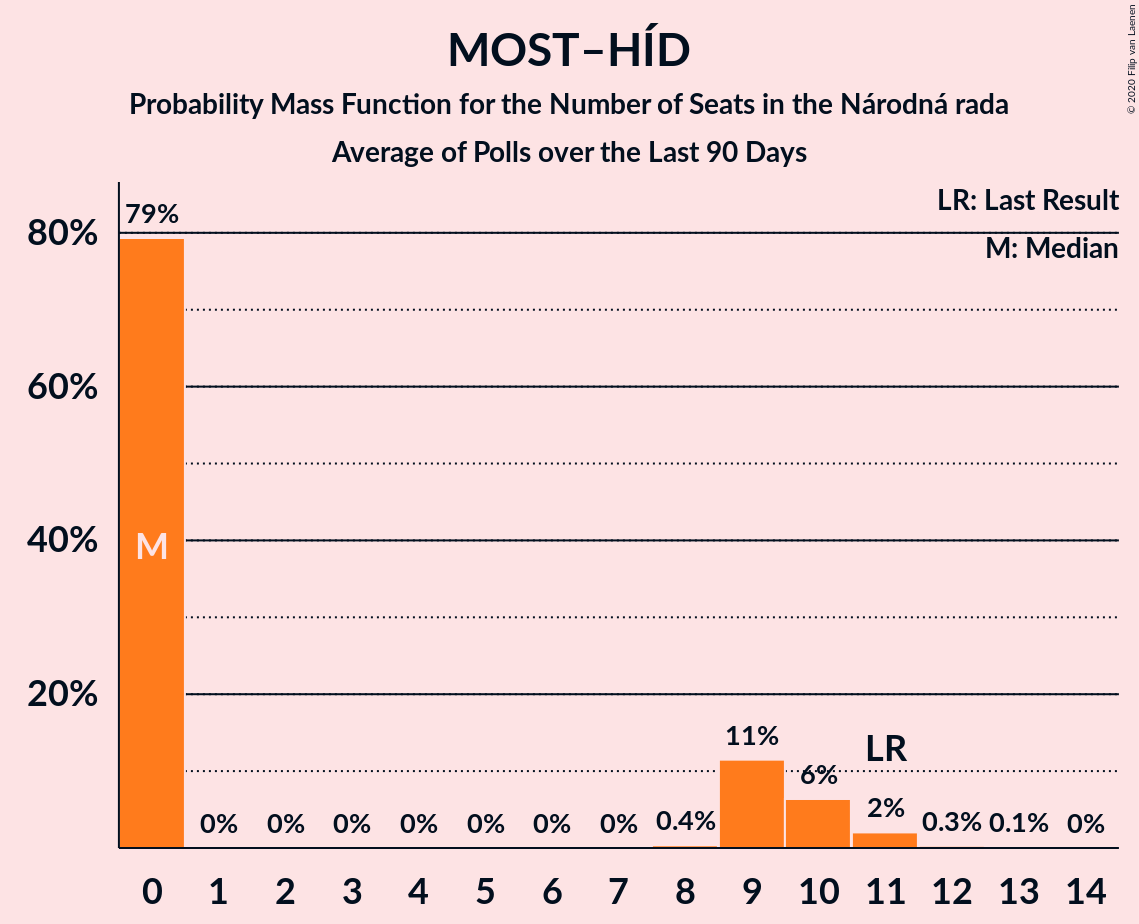 MOST–HÍD
Probability Mass Function for the Number of Seats in the Národná rada
Average of Polls over the Last 90 Days
© 2020 Filip van Laenen
LR: Last Result
M: Median
80%
60%
40%
20%
79%
M
0%
0%
0%
0%
0%
0%
0%
0.4%
11%
6%
LR
2%
0.3%
0.1%
0%
0 1 2 3 4 5 6 7 8 9 10 11 12 13 14